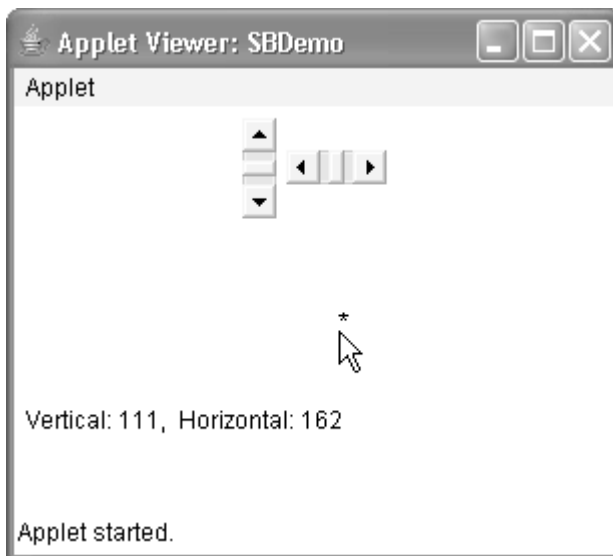 Applet Viewer: SBDemo
Applet
*
Vertical: 111, Horizontal: 162
Applet started.